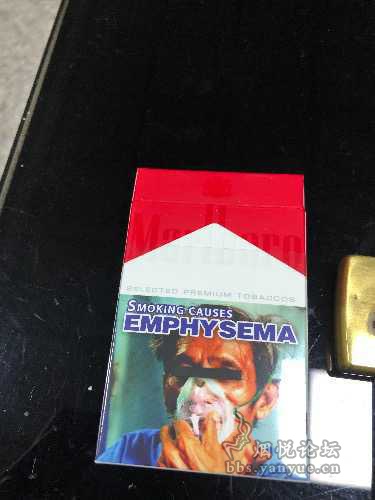 Marlboro
SELECTED PREMIUM TOBACCOS
SMOKING CAUSES
EMPHYSEMA
烟悦论坛
bbs.yanyue.cn